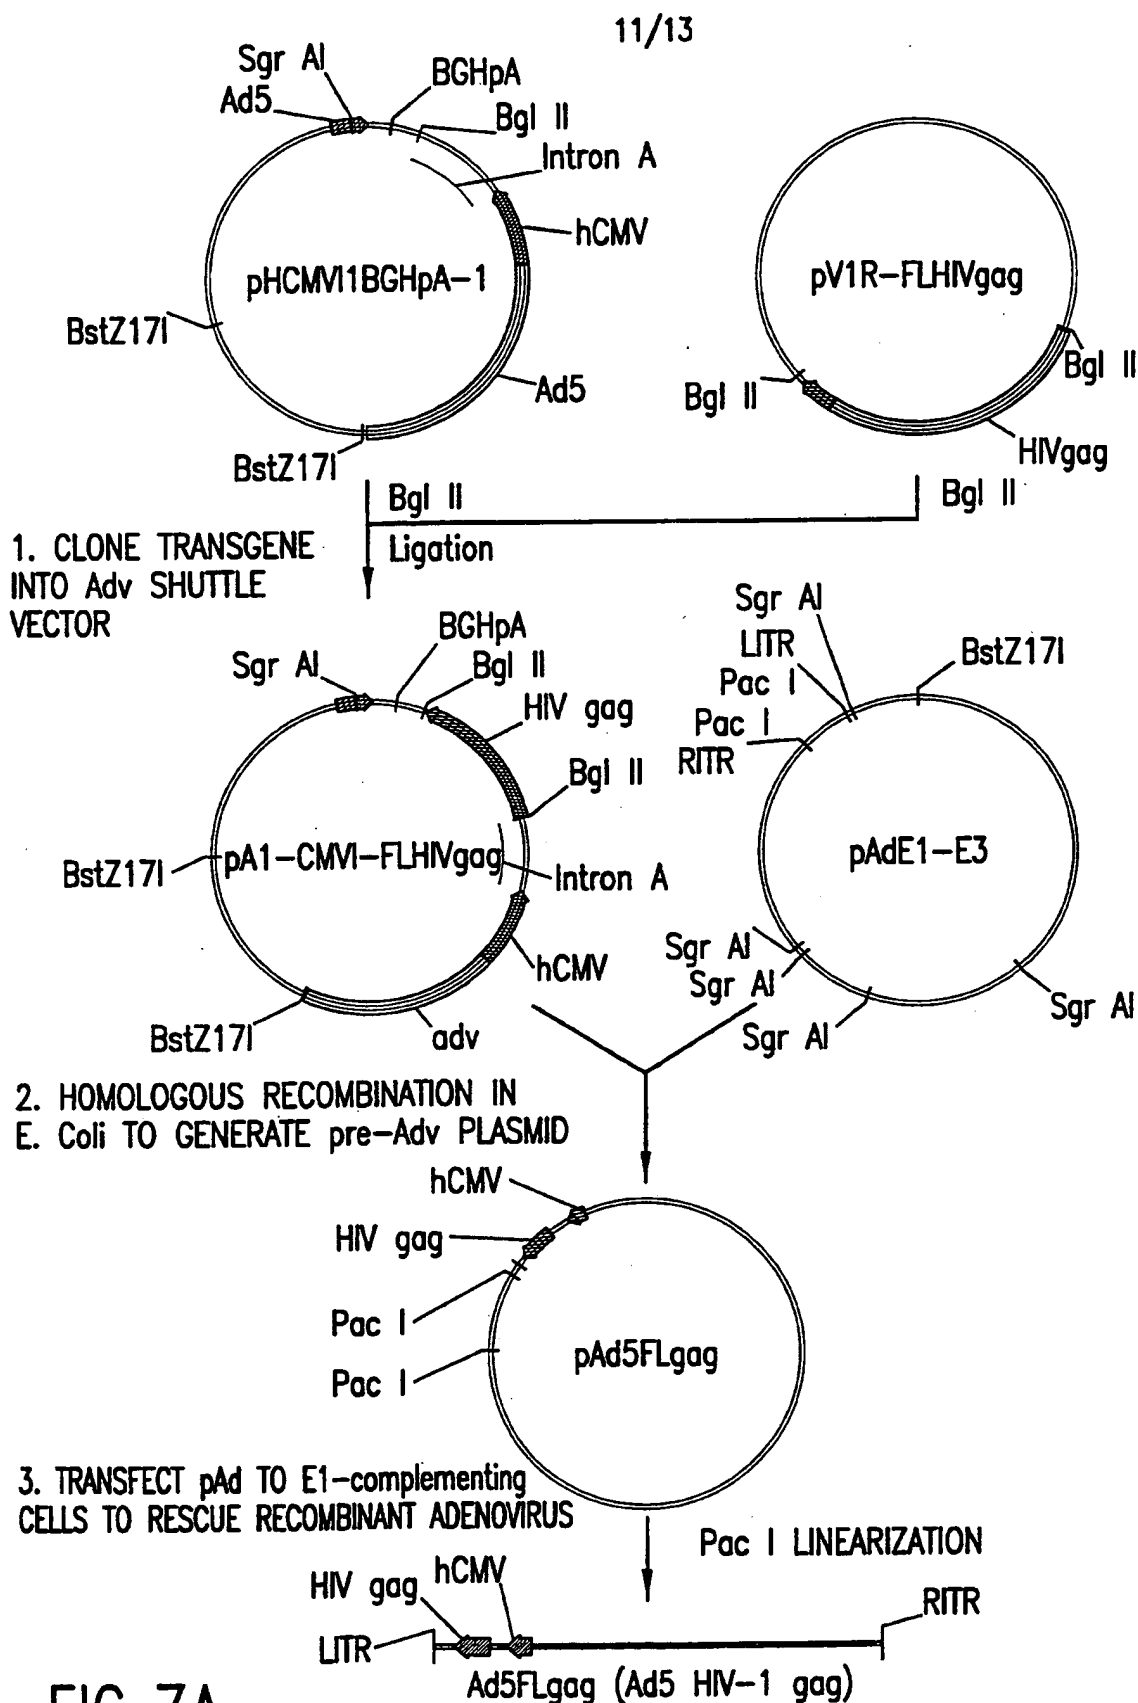 11/13
Sgr AI
BGHpA
Ad5
Bgl II
Intron A
hCMV
pHCMVI1BGHpA-1
BstZ17I
Ad5
BstZ17I
pV1R-FLHIVgag
Bgl II
Bgl II
HIVgag
Bgl II
Bgl II
Ligation
1. CLONE TRANSGENE
INTO Adv SHUTTLE
VECTOR
BGHpA
Sgr AI
Bgl II
HIV gag
Bgl II
pA1-CMVI-FLHIVgag
BstZ17I
Intron A
hCMV
BstZ17I
adv
Sgr AI
LITR
BstZ17I
Pac I
Pac I
RITR
pAdE1-E3
Sgr AI
Sgr AI
Sgr AI
Sgr AI
2. HOMOLOGOUS RECOMBINATION IN
E. Coli TO GENERATE pre-Adv PLASMID
hCMV
HIV gag
Pac I
Pac I
pAd5FLgag
3. TRANSFECT pAd TO E1-complementing
CELLS TO RESCUE RECOMBINANT ADENOVIRUS
Pac I LINEARIZATION
HIV gag
hCMV
RITR
LITR
Ad5FLgag (Ad5 HIV-1 gag)
FIG. 7A